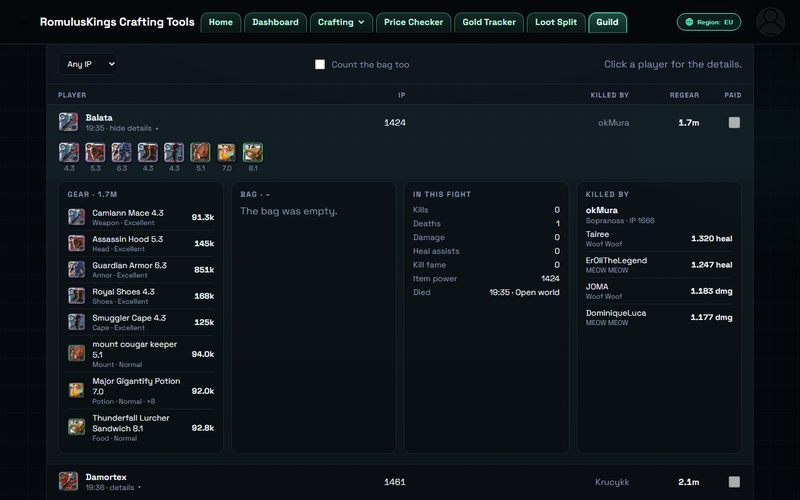 RomulusKings Crafting Tools
Home
Dashboard
Crafting
Price Checker
Gold Tracker
Loot Split
Guild
Region: EU
Any IP
Count the bag too
Click a player for the details.
PLAYER IP KILLED BY REGEAR PAID
Balata
19:35 · hide details
1424
okMura
1.7m
4.3 5.3 6.3 4.3 4.3 5.1 7.0 8.1
GEAR · 1.7M
Camlann Mace 4.3
Weapon · Excellent
91.3k
Assassin Hood 5.3
Head · Excellent
145k
Guardian Armor 6.3
Armor · Excellent
851k
Royal Shoes 4.3
Shoes · Excellent
168k
Smuggler Cape 4.3
Cape · Excellent
125k
mount cougar keeper
5.1
Mount · Normal
94.0k
Major Gigantify Potion
7.0
Potion · Normal · ×8
92.0k
Thunderfall Lurcher
Sandwich 8.1
Food · Normal
92.8k
BAG · –
The bag was empty.
IN THIS FIGHT
Kills 0
Deaths 1
Damage 0
Heal assists 0
Kill fame 0
Item power 1424
Died 19:35 · Open world
KILLED BY
okMura
Sopranoss · IP 1666
Tairee
Woof Woof
1.320 heal
ErOllTheLegend
MEOW MEOW
1.247 heal
JOMA
Woof Woof
1.183 dmg
DominiqueLuca
MEOW MEOW
1.177 dmg
Damortex
19:36 · details
1461
Krucykk
2.1m